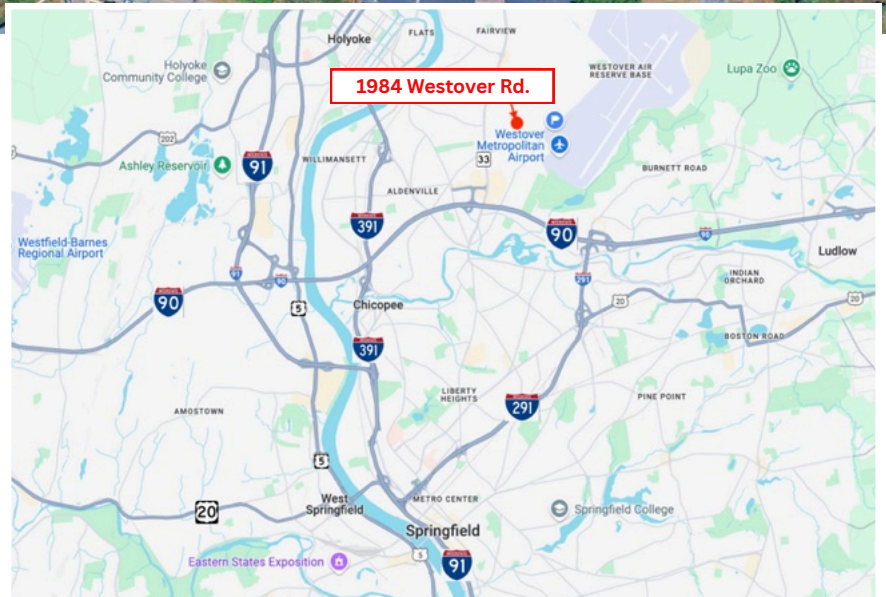 Holyoke
FLATS
FAIRVIEW
Holyoke
Community College
WESTOVER AIR
RESERVE BASE
Lupa Zoo
1984 Westover Rd.
202
Westover
Metropolitan
Airport
33
WILLIMANSETT
Ashley Reservoir
91
BURNETT ROAD
ALDENVILLE
391
90
90
Westfield-Barnes
Regional Airport
Ludlow
91
90
291
INDIAN
ORCHARD
90
5
Chicopee
20
20
BOSTON ROAD
391
LIBERTY
HEIGHTS
PINE POINT
291
AMOSTOWN
5
METRO CENTER
West
Springfield
20
Springfield College
Springfield
5
Eastern States Exposition
91